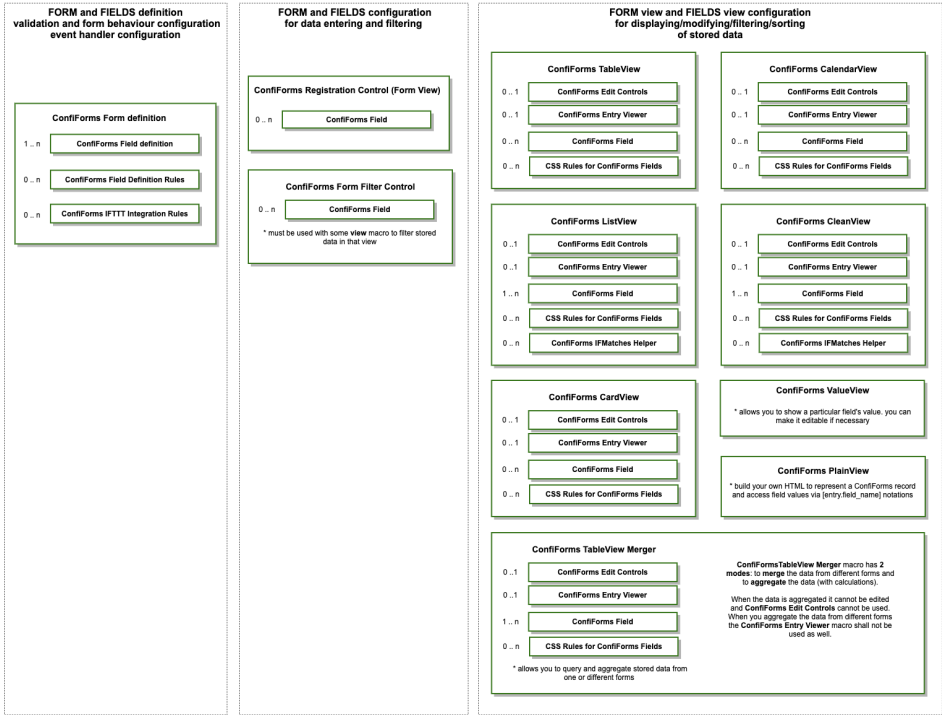 FORM and FIELDS definition
validation and form behaviour configuration
event handler configuration
ConfiForms Form definition
1 .. n ConfiForms Field definition
0 .. n ConfiForms Field Definition Rules
0 .. n ConfiForms IFTTT Integration Rules
FORM and FIELDS configuration
for data entering and filtering
ConfiForms Registration Control (Form View)
0 .. n ConfiForms Field
ConfiForms Form Filter Control
0 .. n ConfiForms Field
* must be used with some view macro to filter stored
data in that view
FORM view and FIELDS view configuration
for displaying/modifying/filtering/sorting
of stored data
ConfiForms TableView
0 .. 1 ConfiForms Edit Controls
0 .. 1 ConfiForms Entry Viewer
0 .. n ConfiForms Field
0 .. n CSS Rules for ConfiForms Fields
ConfiForms CalendarView
0 .. 1 ConfiForms Edit Controls
0 .. 1 ConfiForms Entry Viewer
0 .. n ConfiForms Field
0 .. n CSS Rules for ConfiForms Fields
ConfiForms ListView
0 ..1 ConfiForms Edit Controls
0 ..1 ConfiForms Entry Viewer
1 .. n ConfiForms Field
0 .. n CSS Rules for ConfiForms Fields
0 .. n ConfiForms IFMatches Helper
ConfiForms CleanView
0 .. 1 ConfiForms Edit Controls
0 .. 1 ConfiForms Entry Viewer
1 .. n ConfiForms Field
0 .. n CSS Rules for ConfiForms Fields
0 .. n ConfiForms IFMatches Helper
ConfiForms CardView
0 .. 1 ConfiForms Edit Controls
0 .. 1 ConfiForms Entry Viewer
0 .. n ConfiForms Field
0 .. n CSS Rules for ConfiForms Fields
ConfiForms ValueView
* allows you to show a particular field's value. you can
make it editable if necessary
ConfiForms PlainView
* build your own HTML to represent a ConfiForms record
and access field values via [entry.field_name] notations
ConfiForms TableView Merger
0 ..1 ConfiForms Edit Controls
0 ..1 ConfiForms Entry Viewer
1 .. n ConfiForms Field
0 .. n CSS Rules for ConfiForms Fields
* allows you to query and aggregate stored data from
one or different forms
ConfiFormsTableView Merger macro has 2
modes: to merge the data from different forms and
to aggregate the data (with calculations).
When the data is aggregated it cannot be edited
and ConfiForms Edit Controls cannot be used.
When you aggregate the data from different forms
the ConfiForms Entry Viewer macro shall not be
used as well.